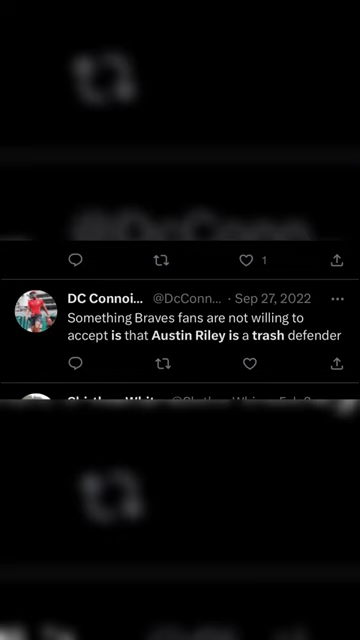 1
DC Connoi... @DcConn... · Sep 27, 2022
Something Braves fans are not willing to
accept is that Austin Riley is a trash defender